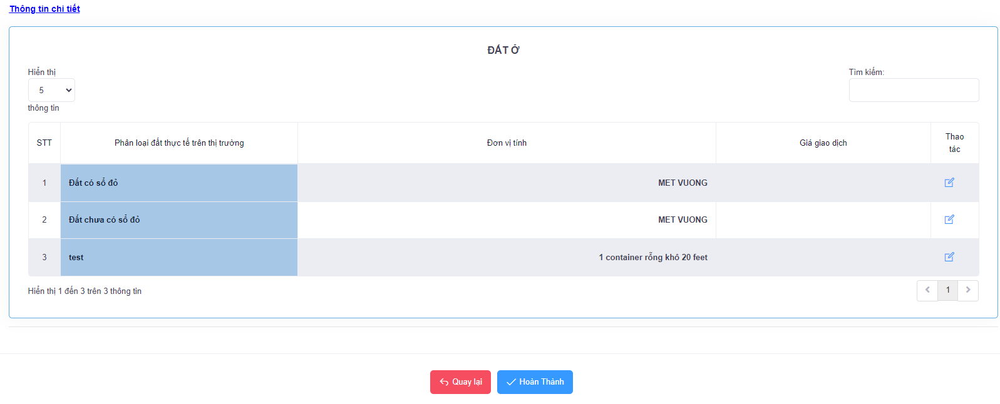 Thông tin chi tiết
ĐẤT Ở
Hiển thị
Tìm kiếm:
5
thông tin
STT Phân loại đất thực tế trên thị trường Đơn vị tính Giá giao dịch Thao tác
1 Đất có sổ đỏ MET VUONG
2 Đất chưa có sổ đỏ MET VUONG
3 test 1 container rỗng khô 20 feet
Hiển thị 1 đến 3 trên 3 thông tin
1
Quay lại Hoàn Thành